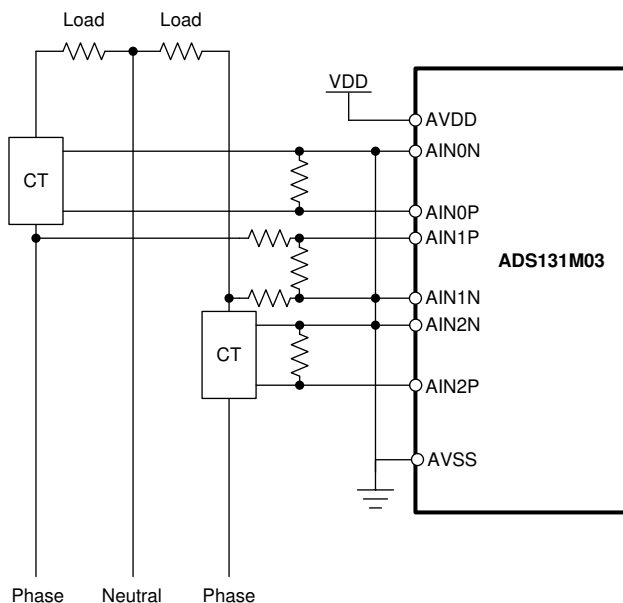 Load Load
VDD
AVDD
AIN0N
CT
AIN0P
AIN1P
ADS131M03
AIN1N
AIN2N
CT
AIN2P
AVSS
Phase Neutral Phase